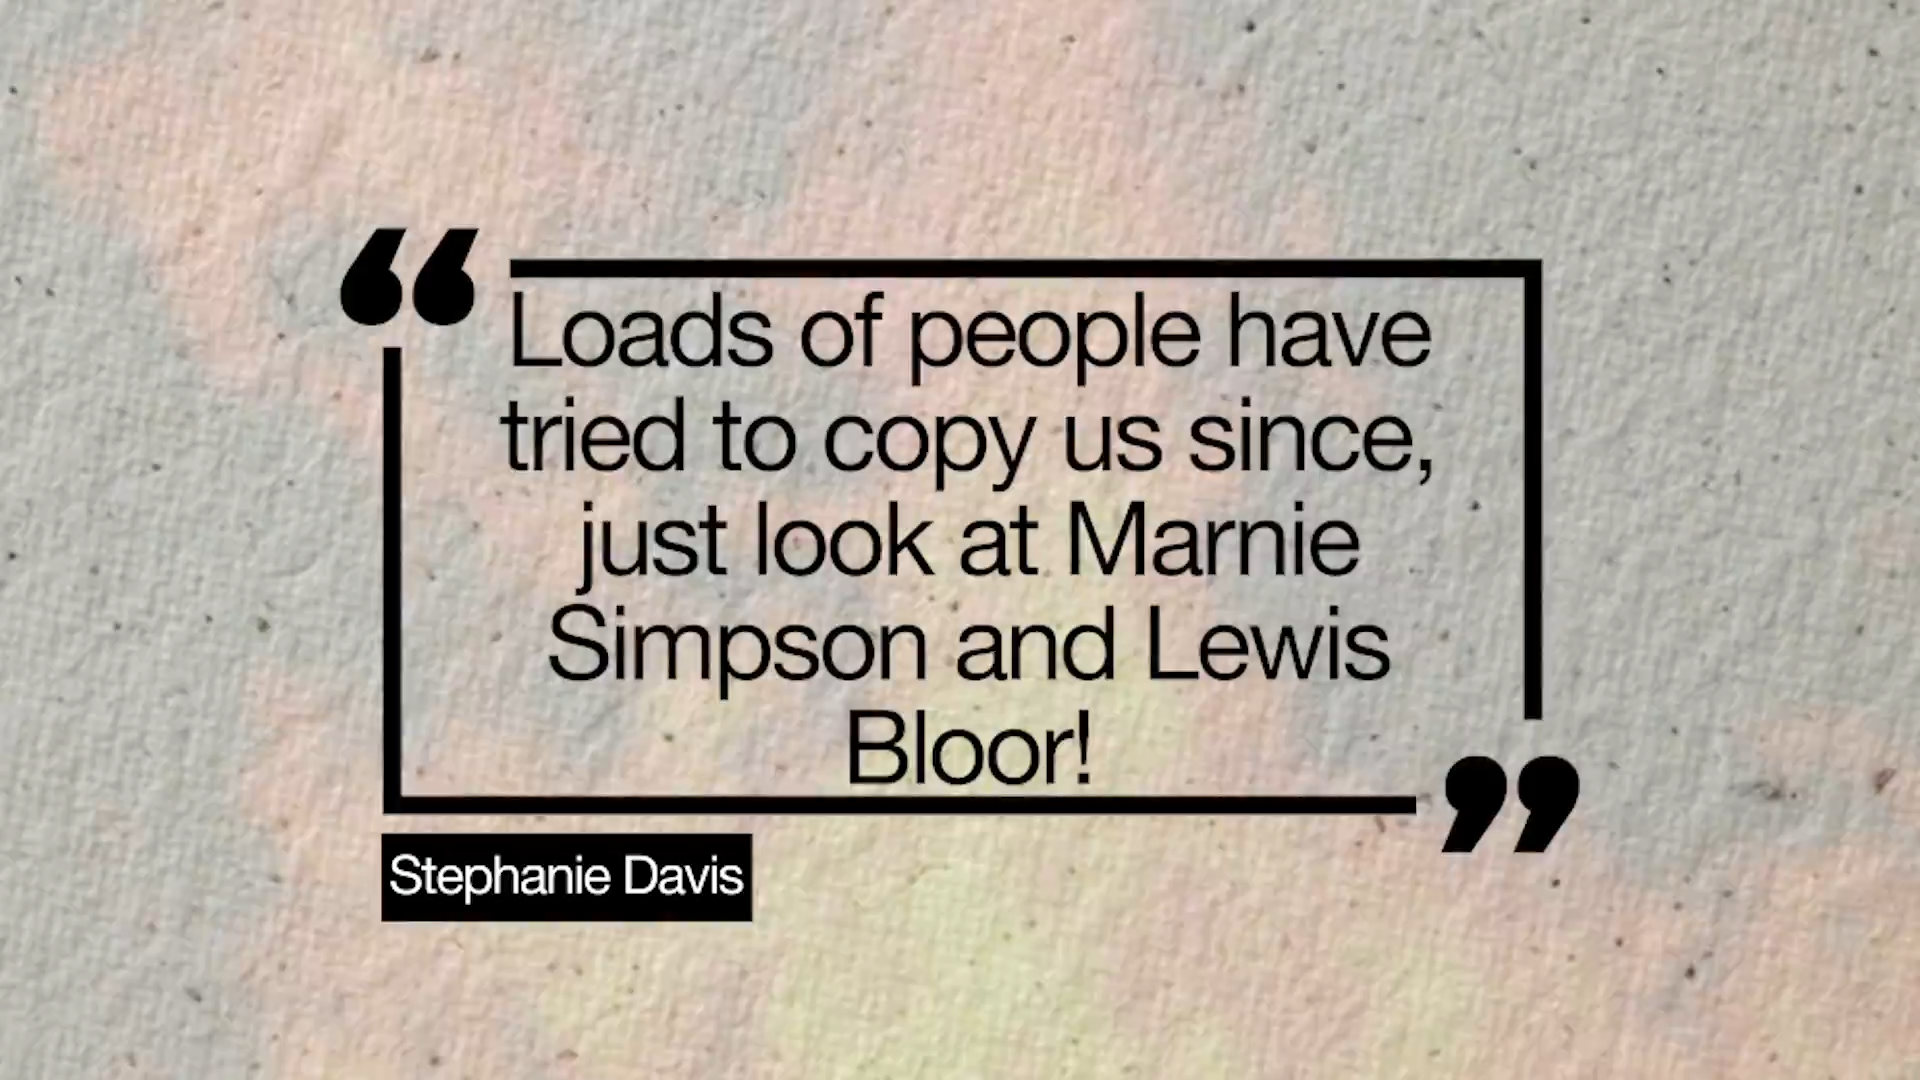 “Loads of people have
tried to copy us since,
just look at Marnie
Simpson and Lewis
Bloor!”
Stephanie Davis